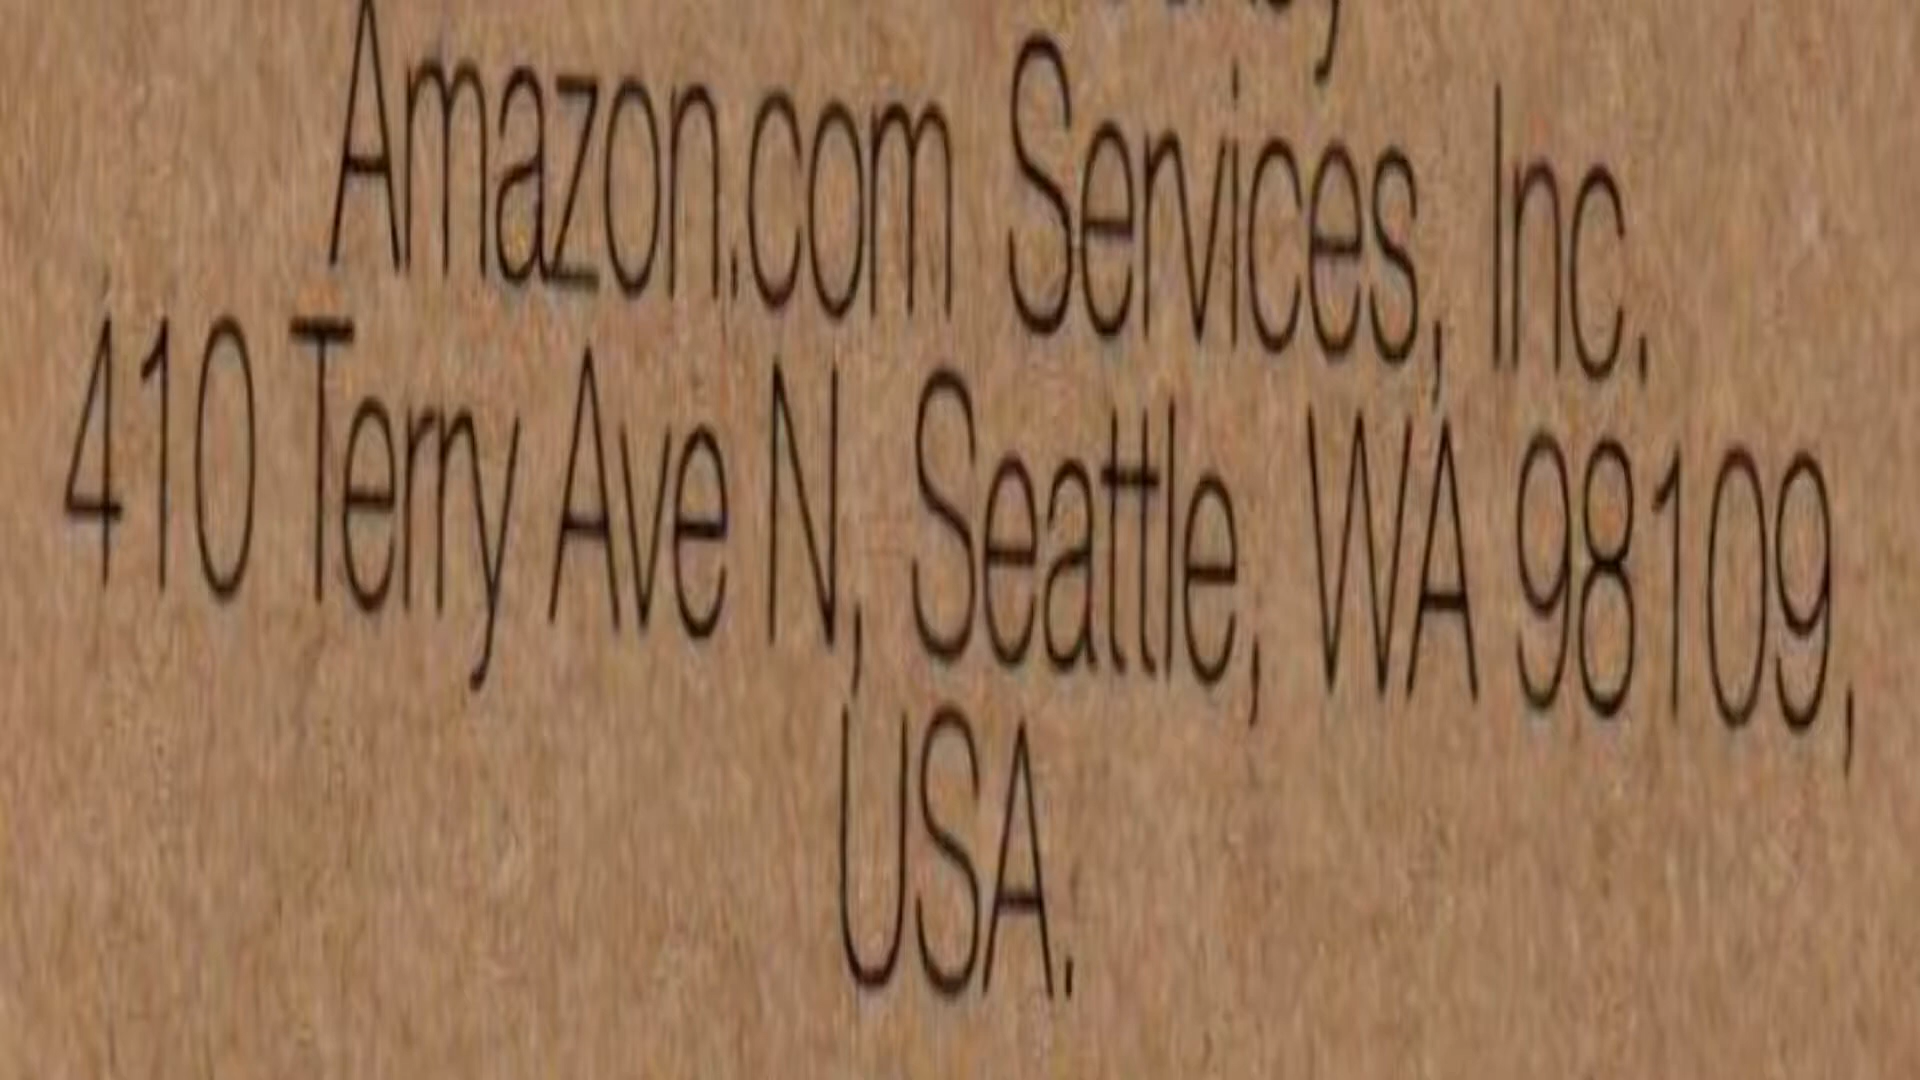 Amazon.com Services, Inc.
410 Terry Ave N, Seattle, WA 98109,
USA.